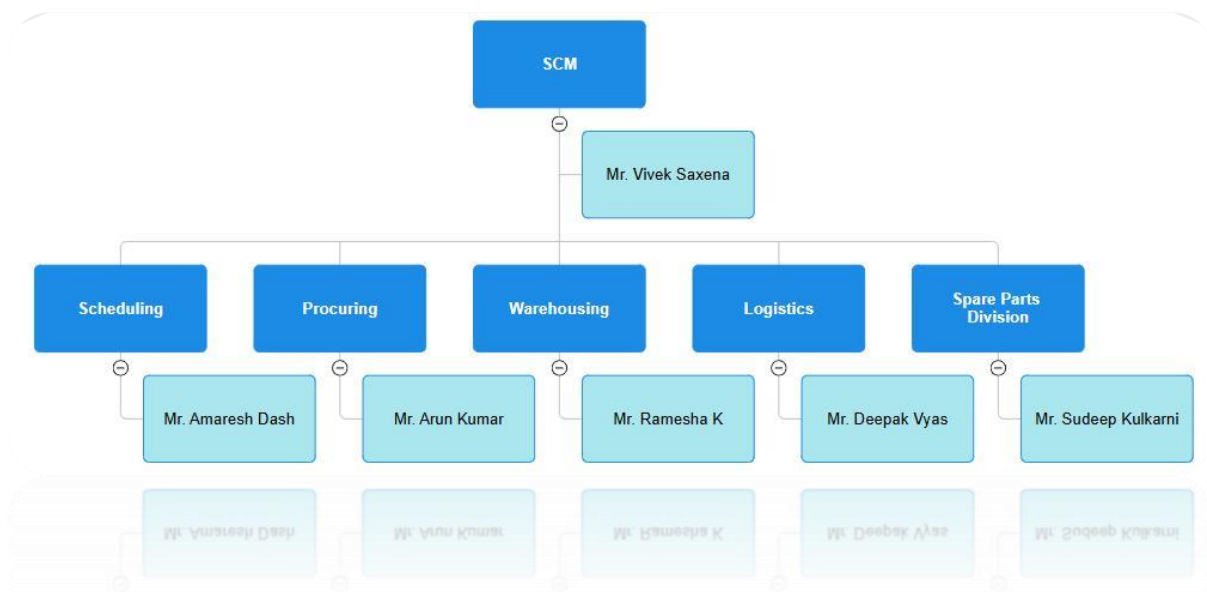 SCM
Mr. Vivek Saxena
Scheduling
Procuring
Warehousing
Logistics
Spare Parts
Division
Mr. Amaresh Dash
Mr. Arun Kumar
Mr. Ramesha K
Mr. Deepak Vyas
Mr. Sudeep Kulkarni